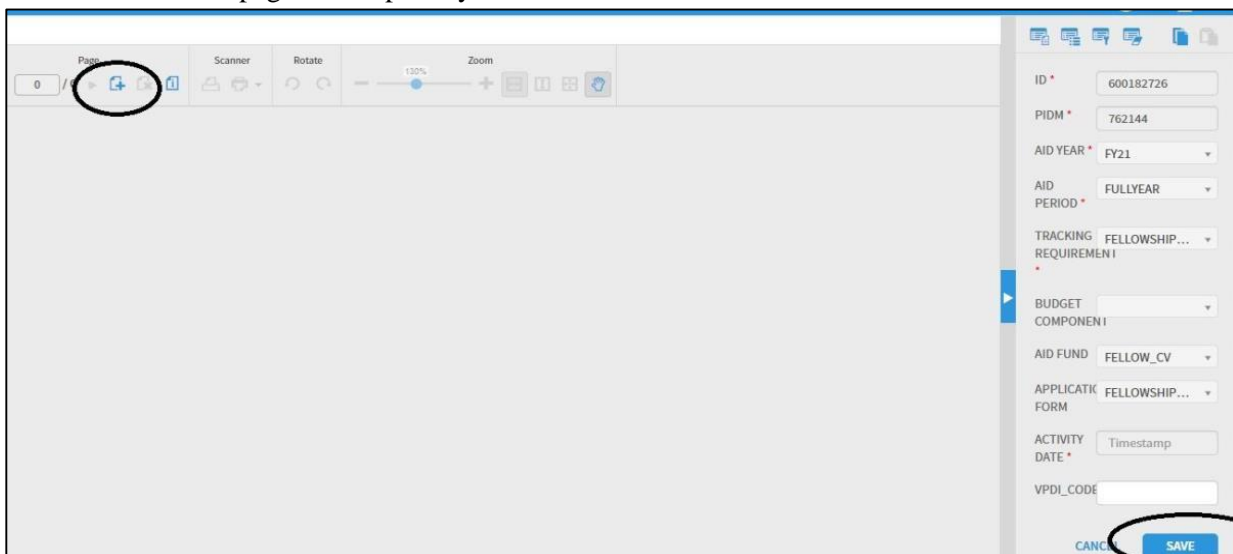 Page
Scanner
Rotate
Zoom
0 /
130%
ID *
600182726
PIDM *
762144
AID YEAR *
FY21
AID
PERIOD *
FULLYEAR
TRACKING
REQUIREMENT
*
FELLOWSHIP...
BUDGET
COMPONENT
AID FUND
FELLOW_CV
APPLICATIO
FORM
FELLOWSHIP...
ACTIVITY
DATE *
Timestamp
VPDI_CODE
SAVE